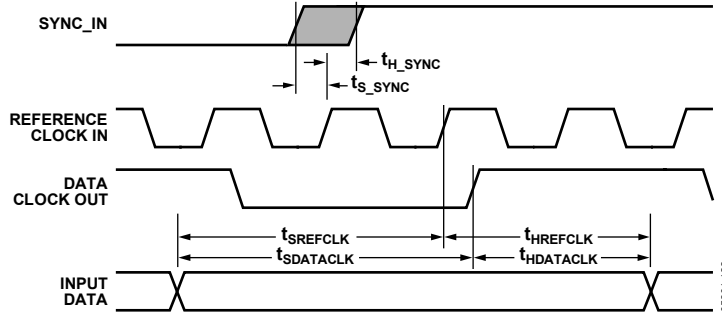 SYNC_IN
tH_SYNC
tS_SYNC
REFERENCE
CLOCK IN
DATA
CLOCK OUT
tSREFCLK
tHREFCLK
tSDATACLK
tHDATACLK
INPUT
DATA